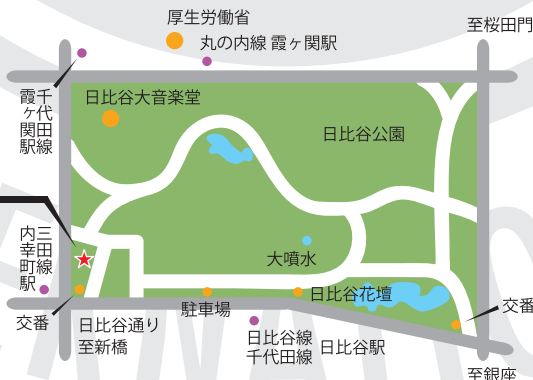 厚生労働省
丸の内線 霞ヶ関駅
至桜田門
千代田線
霞ヶ関駅
日比谷大音楽堂
日比谷公園
三田線
内幸町駅
大噴水
日比谷花壇
駐車場
交番
交番
日比谷通り
至新橋
日比谷線
千代田線
日比谷駅
至銀座